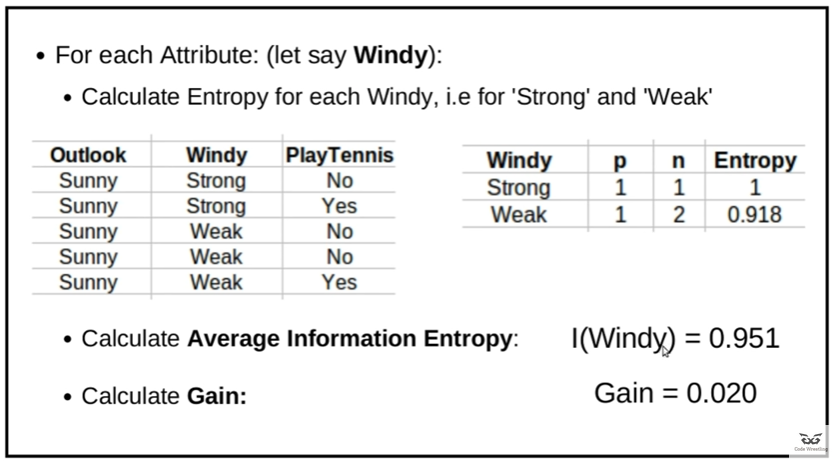 • For each Attribute: (let say Windy):
• Calculate Entropy for each Windy, i.e for 'Strong' and 'Weak'
Outlook Windy PlayTennis
Sunny Strong No
Sunny Strong Yes
Sunny Weak No
Sunny Weak No
Sunny Weak Yes
Windy p n Entropy
Strong 1 1 1
Weak 1 2 0.918
• Calculate Average Information Entropy: I(Windy) = 0.951
• Calculate Gain: Gain = 0.020
Code Wrestling